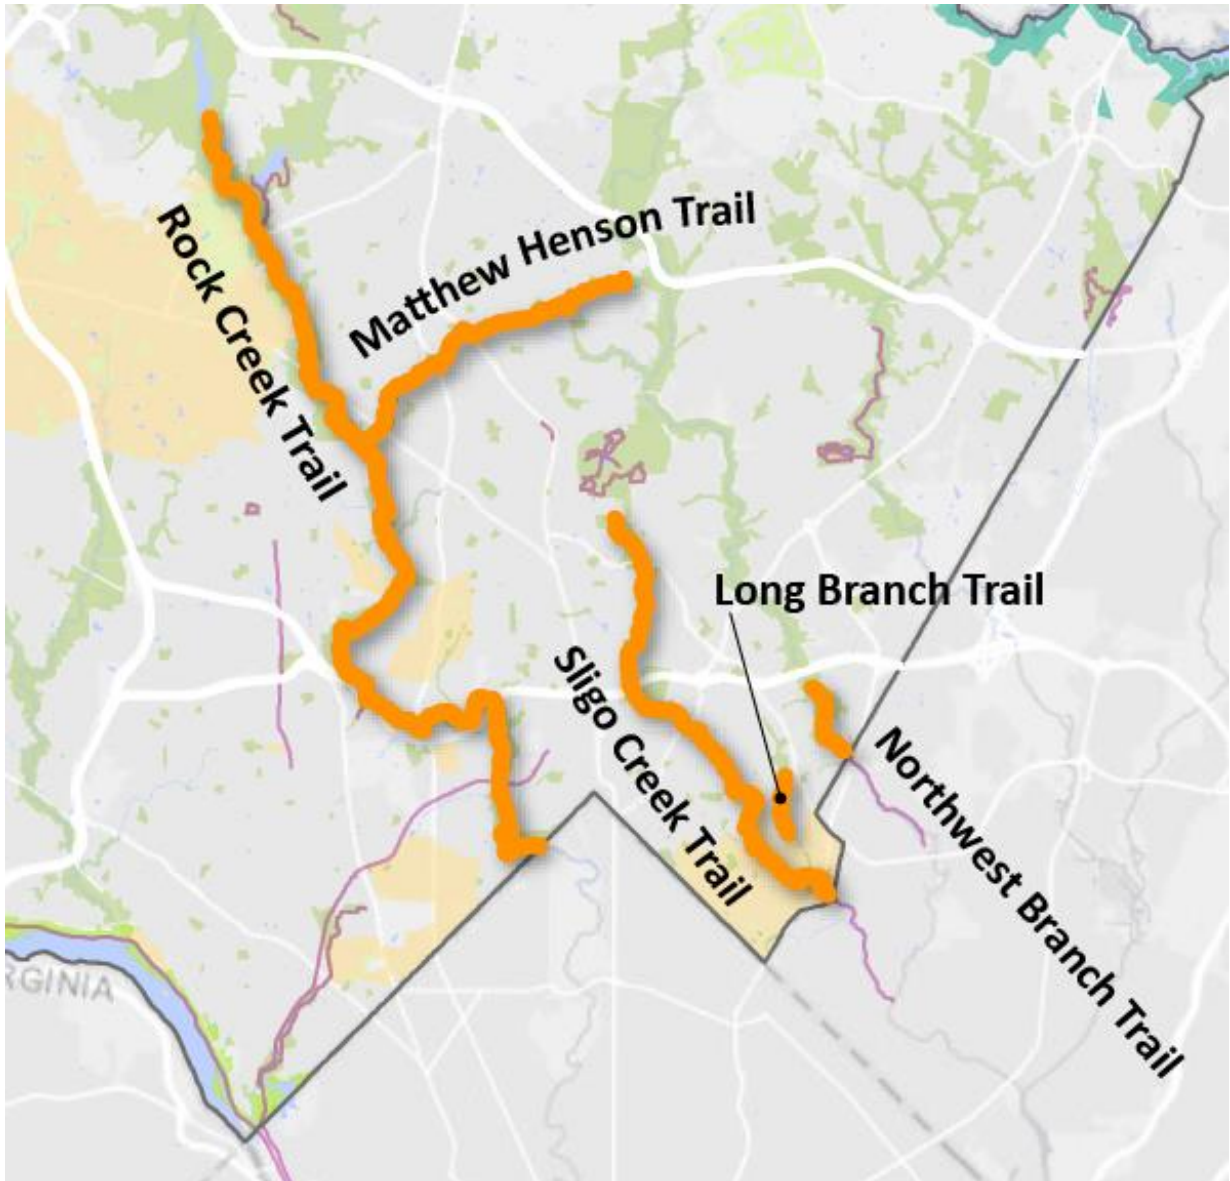 Matthew Henson Trail
Rock Creek Trail
Long Branch Trail
Sligo Creek Trail
Northwest Branch Trail
RGINIA